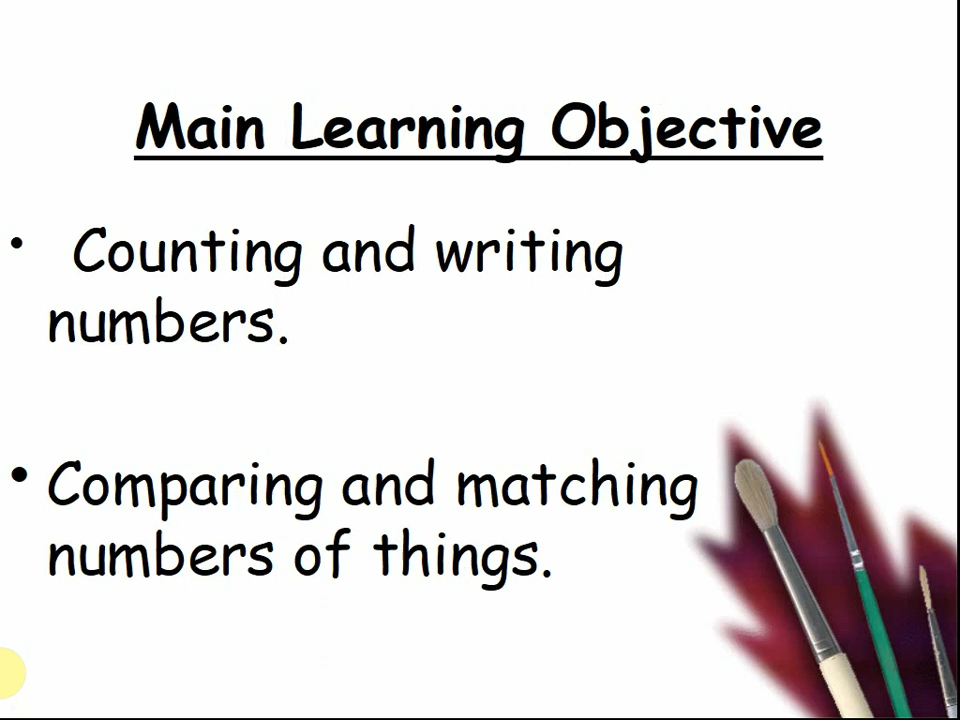 Main Learning Objective
• Counting and writing
numbers.
• Comparing and matching
numbers of things.